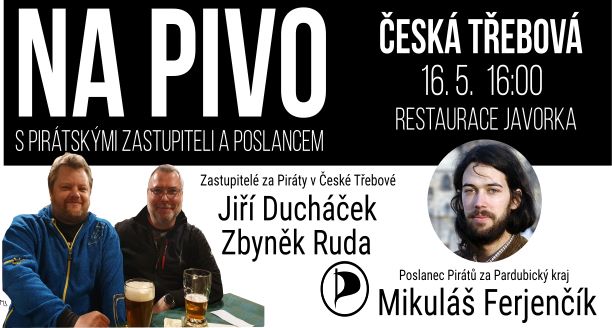 NA PIVO
S PIRÁTSKÝMI ZASTUPITELI A POSLANCEM
ČESKÁ TŘEBOVÁ
16. 5. 16:00
RESTAURACE JAVORKA
Zastupitelé za Piráty v České Třebové
Jiří Ducháček
Zbyněk Ruda
Poslanec Pirátů za Pardubický kraj
Mikuláš Ferjenčík